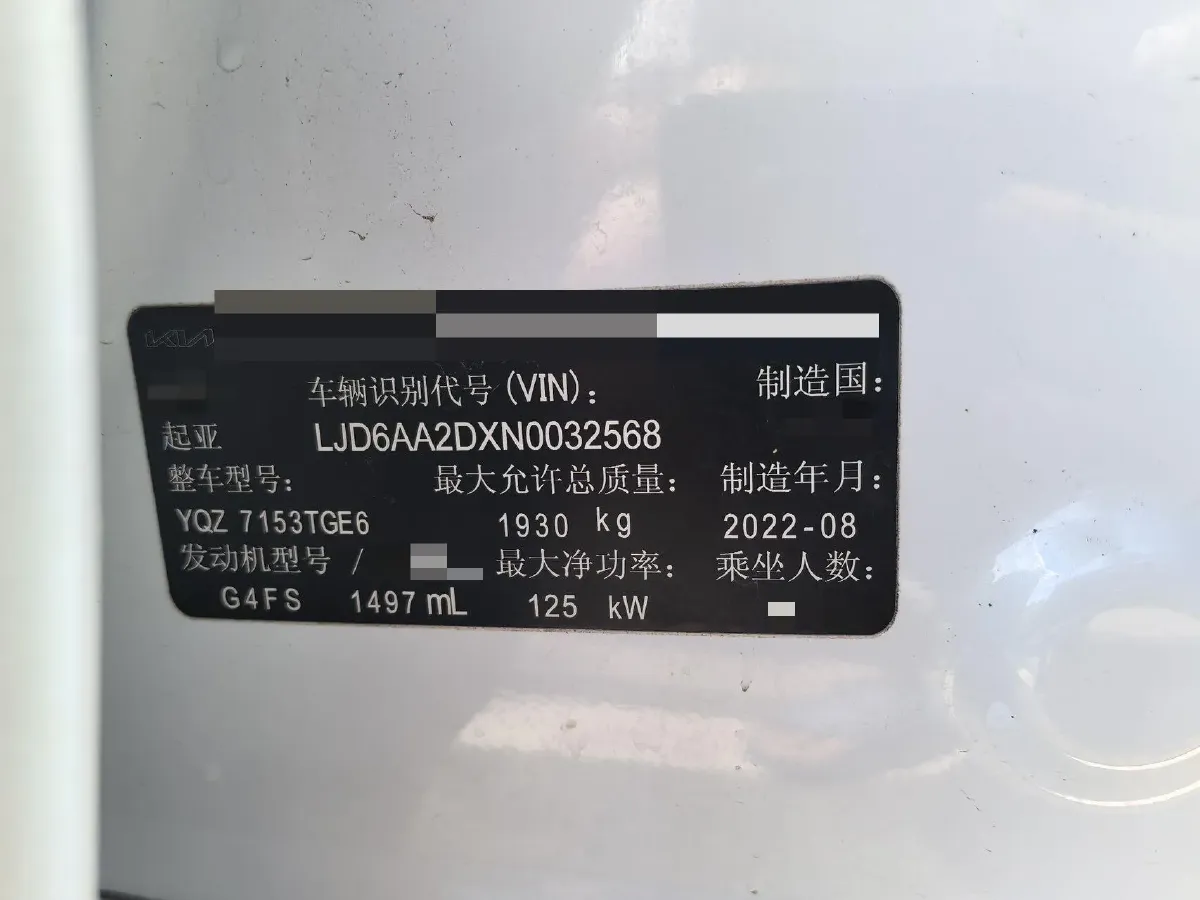 KIA
车辆识别代号(VIN): 制造国:
起亚 LJD6AA2DXN0032568
整车型号: 最大允许总质量: 制造年月:
YQZ 7153TGE6 1930 kg 2022-08
发动机型号 / 最大净功率: 乘坐人数:
G4FS 1497 mL 125 kW